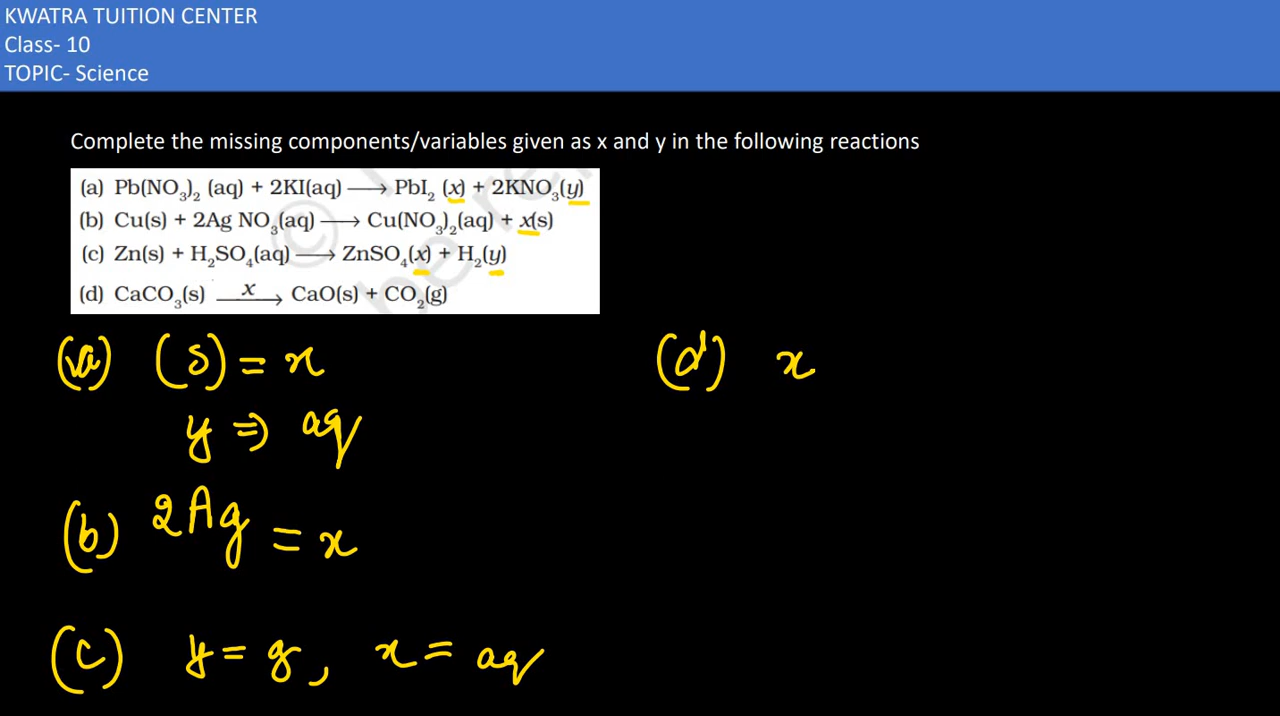 KWATRA TUITION CENTER
Class- 10
TOPIC- Science
Complete the missing components/variables given as x and y in the following reactions
(a) Pb(NO₃)₂ (aq) + 2KI(aq) ⟶ PbI₂ (x) + 2KNO₃(y)
(b) Cu(s) + 2Ag NO₃(aq) ⟶ Cu(NO₃)₂(aq) + x(s)
(c) Zn(s) + H₂SO₄(aq) ⟶ ZnSO₄(x) + H₂(y)
(d) CaCO₃(s) —x→ CaO(s) + CO₂(g)
(a) (s) = x
y ⇒ aq
(b) 2Ag = x
(c) y = g, x = aq
(d) x